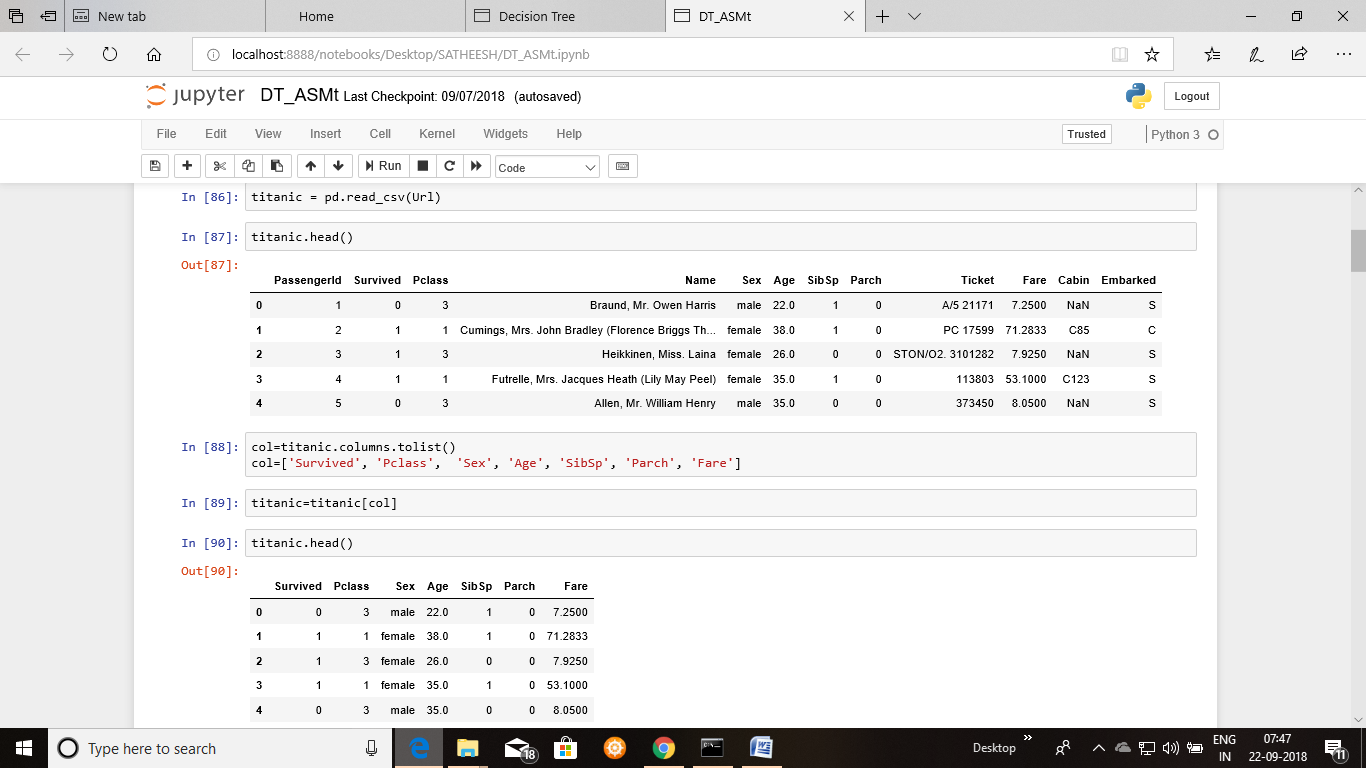 New tab
Home
Decision Tree
DT_ASMt
localhost:8888/notebooks/Desktop/SATHEESH/DT_ASMt.ipynb
jupyter DT_ASMt Last Checkpoint: 09/07/2018 (autosaved)
Logout
File Edit View Insert Cell Kernel Widgets Help
Trusted
Python 3
Run
Code
In [86]: titanic = pd.read_csv(Url)
In [87]: titanic.head()
Out[87]:
PassengerId Survived Pclass Name Sex Age SibSp Parch Ticket Fare Cabin Embarked
0 1 0 3 Braund, Mr. Owen Harris male 22.0 1 0 A/5 21171 7.2500 NaN S
1 2 1 1 Cumings, Mrs. John Bradley (Florence Briggs Th... female 38.0 1 0 PC 17599 71.2833 C85 C
2 3 1 3 Heikkinen, Miss. Laina female 26.0 0 0 STON/O2. 3101282 7.9250 NaN S
3 4 1 1 Futrelle, Mrs. Jacques Heath (Lily May Peel) female 35.0 1 0 113803 53.1000 C123 S
4 5 0 3 Allen, Mr. William Henry male 35.0 0 0 373450 8.0500 NaN S
In [88]: col=titanic.columns.tolist()
col=['Survived', 'Pclass',  'Sex', 'Age', 'SibSp', 'Parch', 'Fare']
In [89]: titanic=titanic[col]
In [90]: titanic.head()
Out[90]:
Survived Pclass Sex Age SibSp Parch Fare
0 0 3 male 22.0 1 0 7.2500
1 1 1 female 38.0 1 0 71.2833
2 1 3 female 26.0 0 0 7.9250
3 1 1 female 35.0 1 0 53.1000
4 0 3 male 35.0 0 0 8.0500
Type here to search
18
Desktop
ENG
IN
07:47
22-09-2018
11